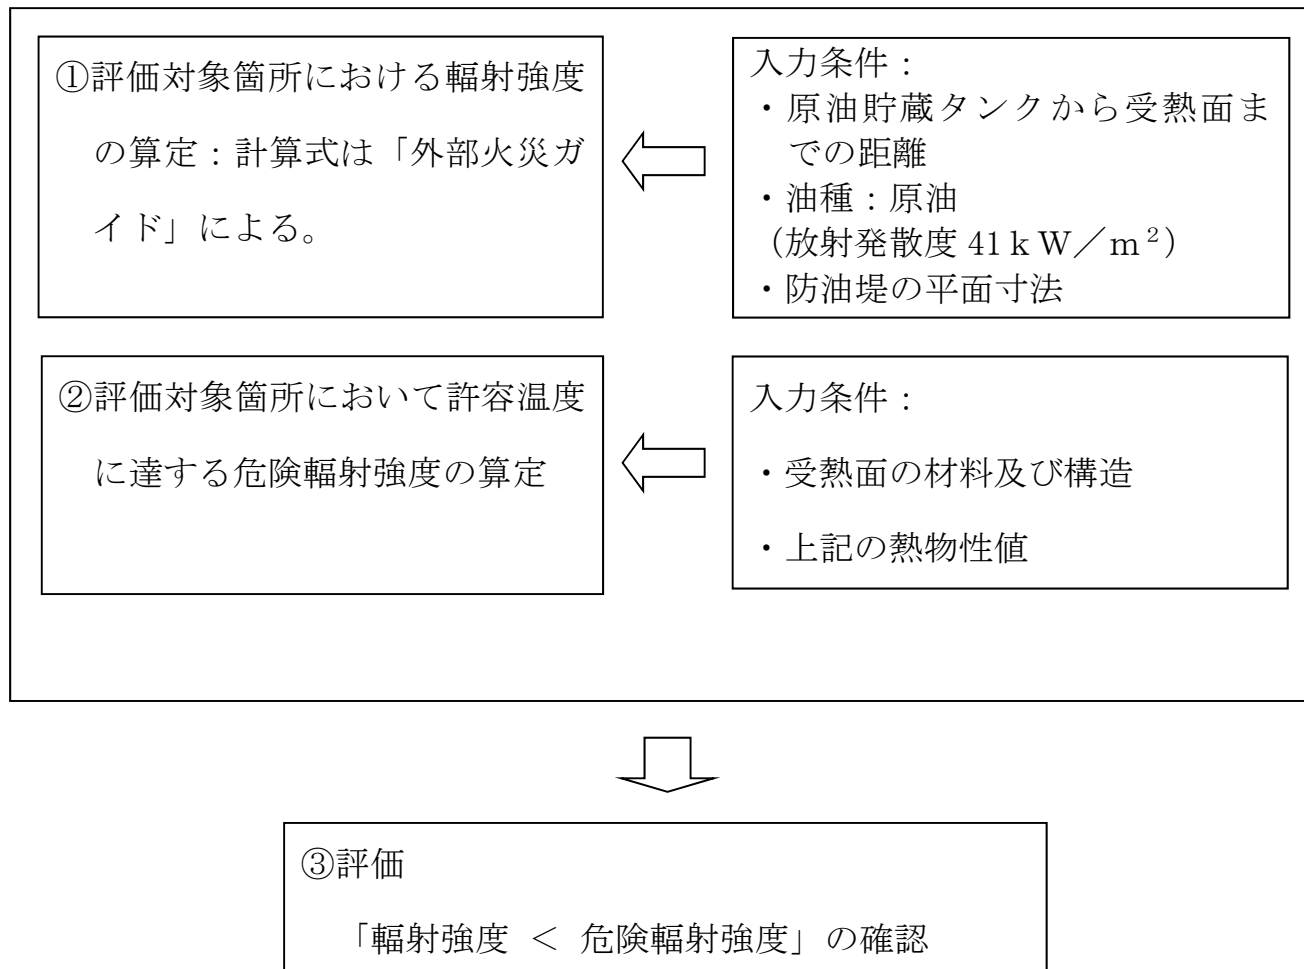 ①評価対象箇所における輻射強度
の算定：計算式は「外部火災ガ
イド」による。
入力条件：
・原油貯蔵タンクから受熱面ま
での距離
・油種：原油
（放射発散度 41ｋＷ／ｍ²）
・防油堤の平面寸法
②評価対象箇所において許容温度
に達する危険輻射強度の算定
入力条件：
・受熱面の材料及び構造
・上記の熱物性値
③評価
「輻射強度 ＜ 危険輻射強度」の確認